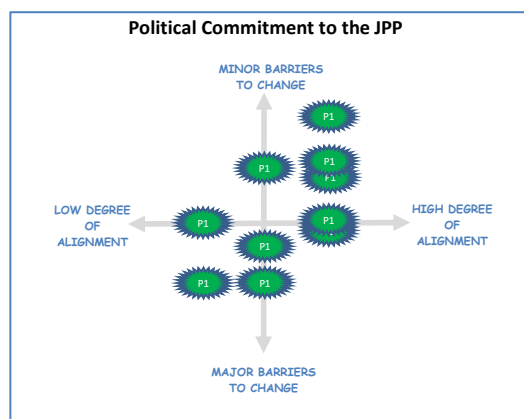 Political Commitment to the JPP
MINOR BARRIERS
TO CHANGE
P1
P1
P1
P1
LOW DEGREE
OF
ALIGNMENT
P1
P1
HIGH DEGREE
OF
ALIGNMENT
P1
P1
P1
MAJOR BARRIERS
TO CHANGE